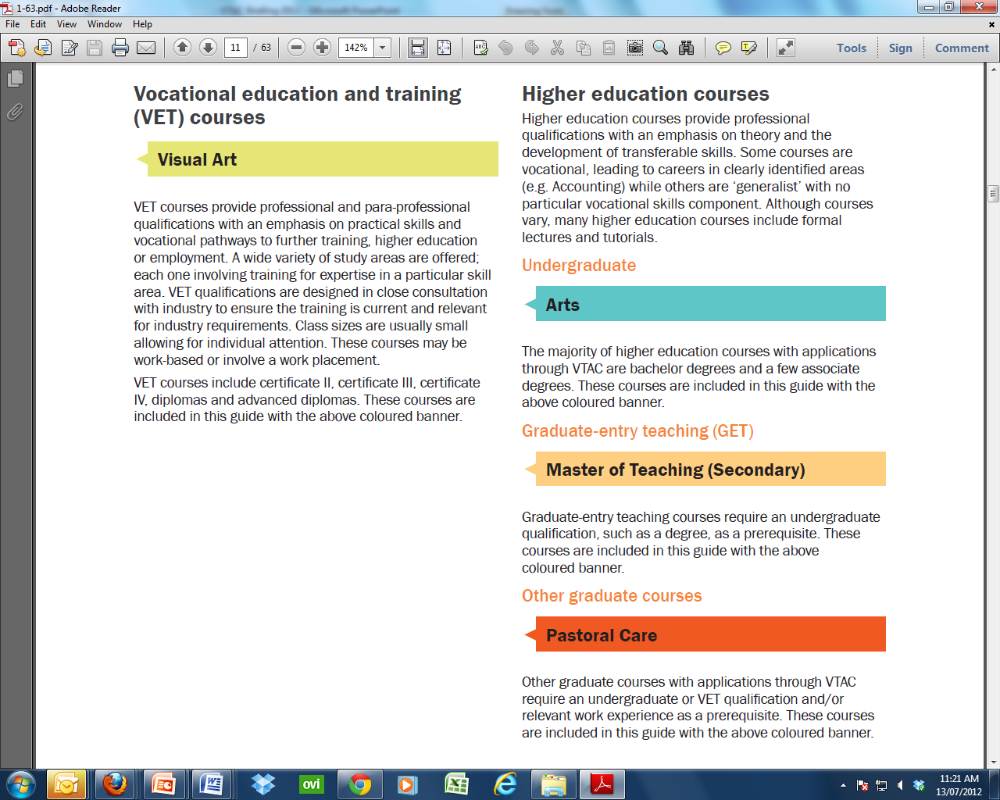 1-63.pdf - Adobe Reader
File Edit View Window Help
11 / 63 142% Tools Sign Comment
Vocational education and training
(VET) courses
Visual Art
VET courses provide professional and para-professional
qualifications with an emphasis on practical skills and
vocational pathways to further training, higher education
or employment. A wide variety of study areas are offered;
each one involving training for expertise in a particular skill
area. VET qualifications are designed in close consultation
with industry to ensure the training is current and relevant
for industry requirements. Class sizes are usually small
allowing for individual attention. These courses may be
work-based or involve a work placement.
VET courses include certificate II, certificate III, certificate
IV, diplomas and advanced diplomas. These courses are
included in this guide with the above coloured banner.
Higher education courses
Higher education courses provide professional
qualifications with an emphasis on theory and the
development of transferable skills. Some courses are
vocational, leading to careers in clearly identified areas
(e.g. Accounting) while others are ‘generalist’ with no
particular vocational skills component. Although courses
vary, many higher education courses include formal
lectures and tutorials.
Undergraduate
Arts
The majority of higher education courses with applications
through VTAC are bachelor degrees and a few associate
degrees. These courses are included in this guide with the
above coloured banner.
Graduate-entry teaching (GET)
Master of Teaching (Secondary)
Graduate-entry teaching courses require an undergraduate
qualification, such as a degree, as a prerequisite. These
courses are included in this guide with the above
coloured banner.
Other graduate courses
Pastoral Care
Other graduate courses with applications through VTAC
require an undergraduate or VET qualification and/or
relevant work experience as a prerequisite. These courses
are included in this guide with the above coloured banner.
ovi
11:21 AM
13/07/2012